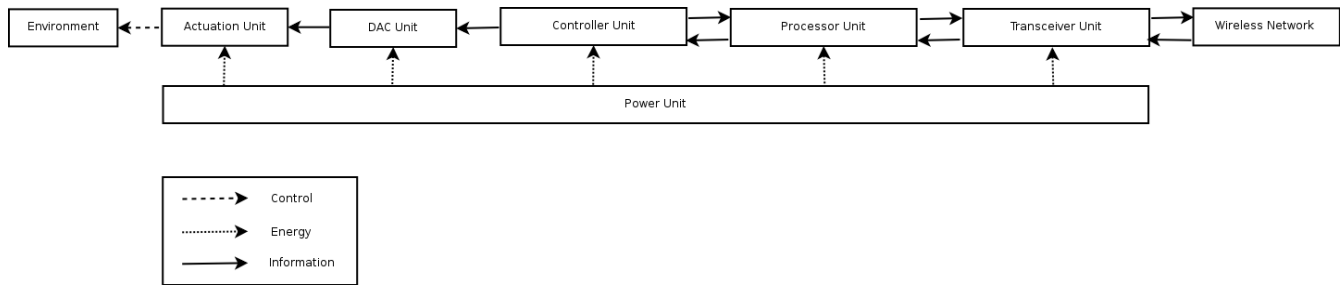 Environment
Actuation Unit
DAC Unit
Controller Unit
Processor Unit
Transceiver Unit
Wireless Network
Power Unit
Control
Energy
Information